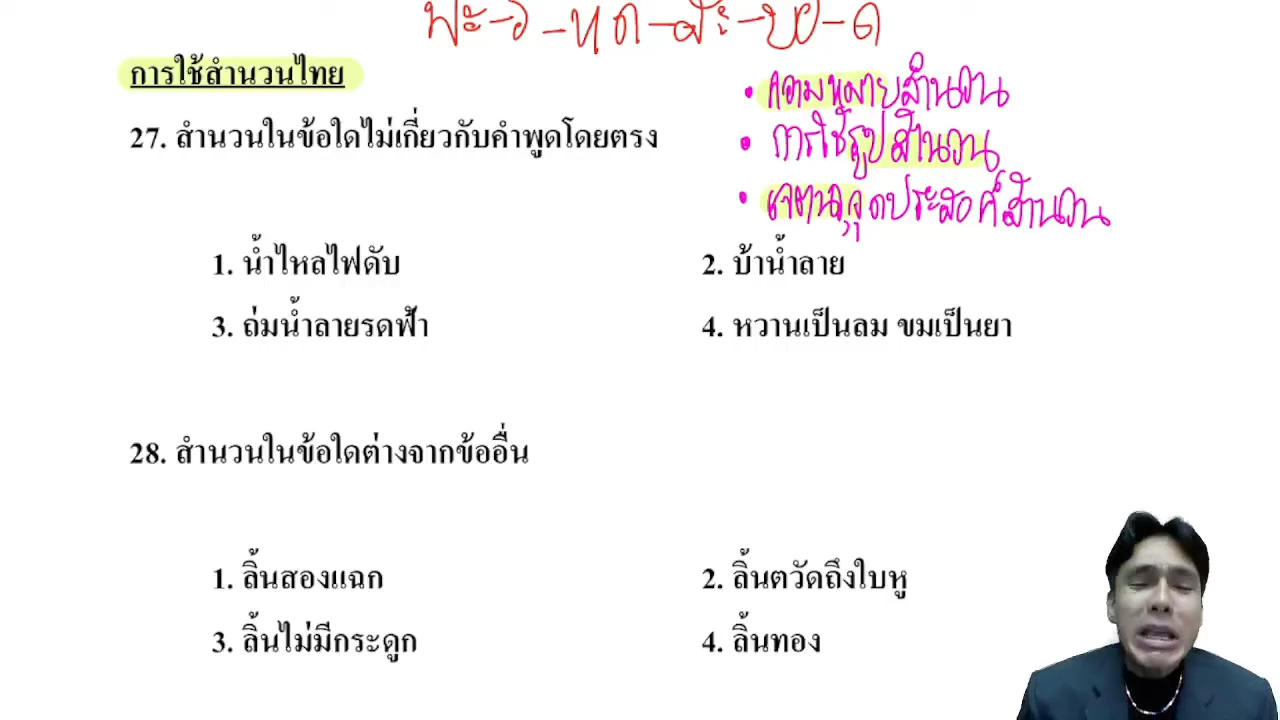 พะ-อิ-หด-สะ-บอ-ดี
การใช้สำนวนไทย
• ความหมายสำนวน
27. สำนวนในข้อใดไม่เกี่ยวกับคำพูดโดยตรง
• การใช้รูปสำนวน
• เจตนาจุดประสงค์สำนวน
1. น้ำไหลไฟดับ
2. บ้าน้ำลาย
3. ถ่มน้ำลายรดฟ้า
4. หวานเป็นลม ขมเป็นยา
28. สำนวนในข้อใดต่างจากข้ออื่น
1. ลิ้นสองแฉก
2. ลิ้นตวัดถึงใบหู
3. ลิ้นไม่มีกระดูก
4. ลิ้นทอง